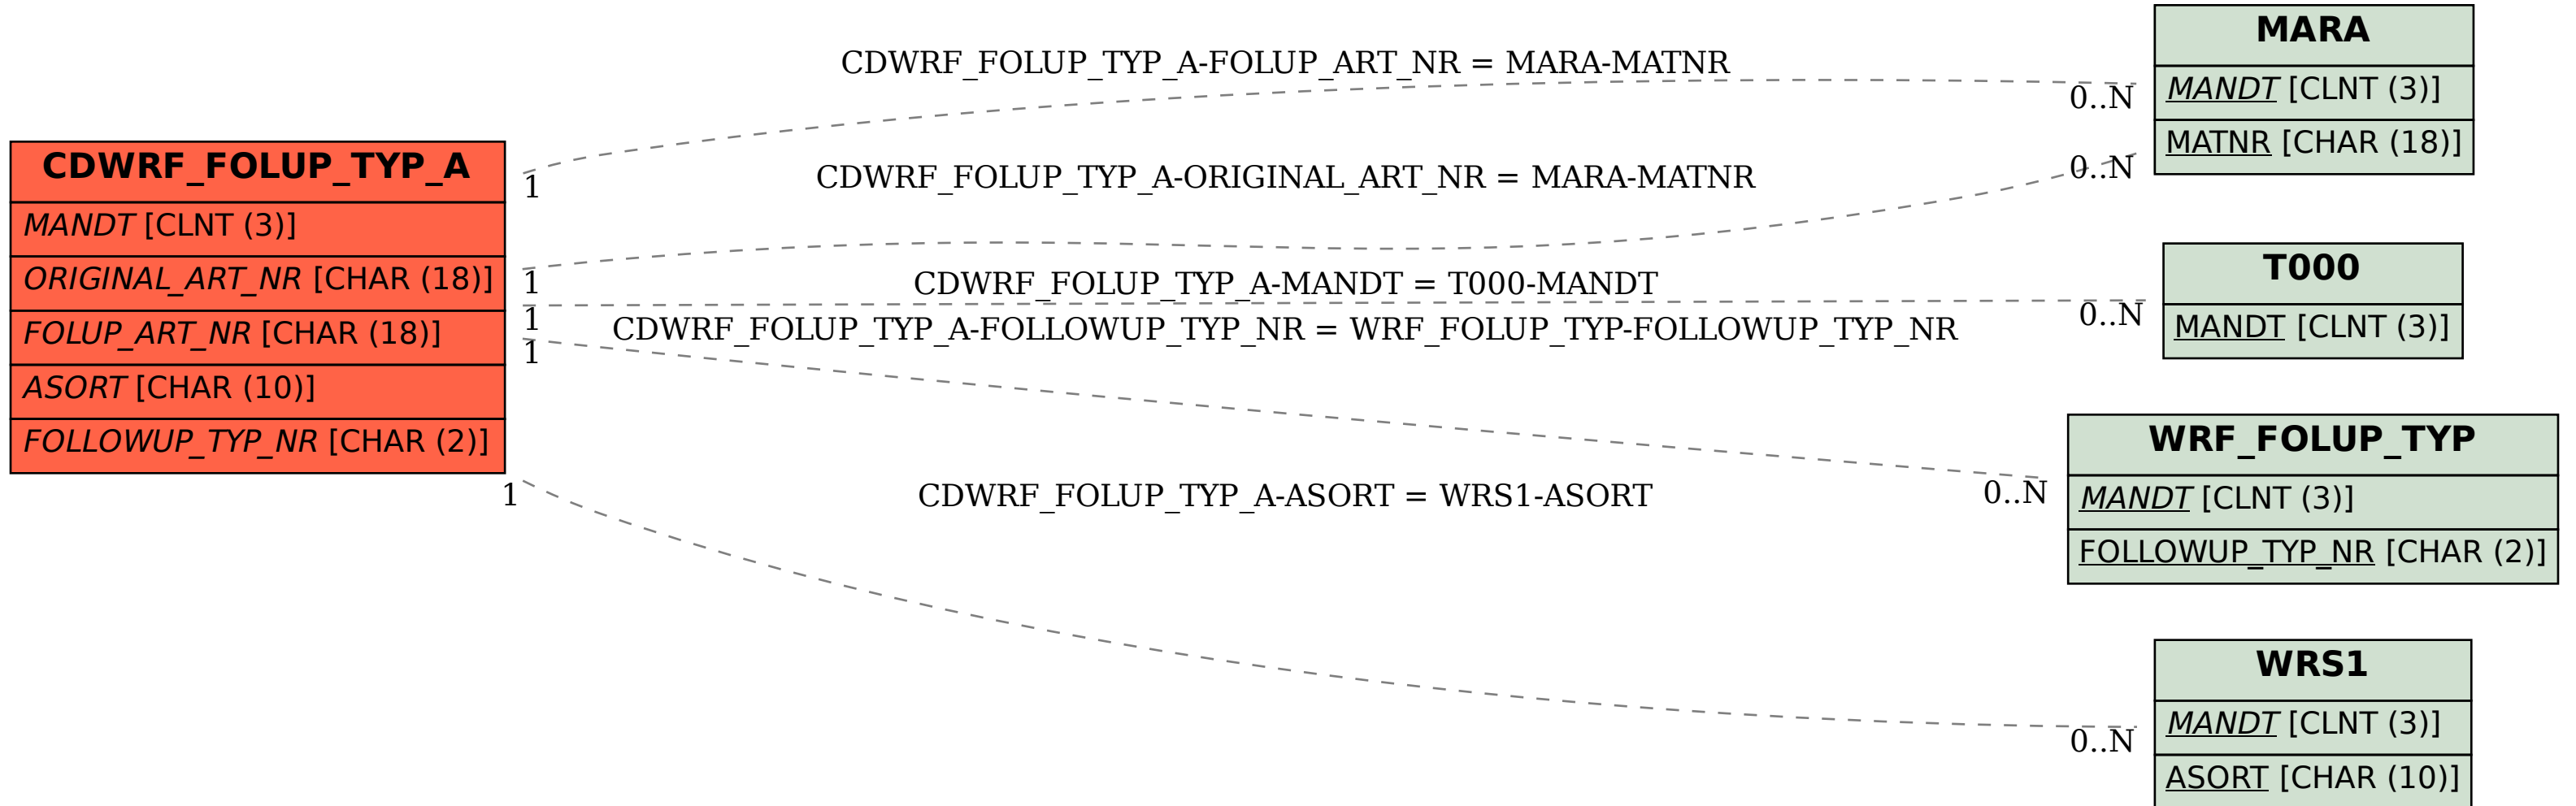 CDWRF_FOLUP_TYP_A
MANDT [CLNT (3)]
ORIGINAL_ART_NR [CHAR (18)]
FOLUP_ART_NR [CHAR (18)]
ASORT [CHAR (10)]
FOLLOWUP_TYP_NR [CHAR (2)]
CDWRF_FOLUP_TYP_A-FOLUP_ART_NR = MARA-MATNR
1
0..N
CDWRF_FOLUP_TYP_A-ORIGINAL_ART_NR = MARA-MATNR
1
0..N
CDWRF_FOLUP_TYP_A-MANDT = T000-MANDT
1
0..N
CDWRF_FOLUP_TYP_A-FOLLOWUP_TYP_NR = WRF_FOLUP_TYP-FOLLOWUP_TYP_NR
1
0..N
CDWRF_FOLUP_TYP_A-ASORT = WRS1-ASORT
1
0..N
MARA
MANDT [CLNT (3)]
MATNR [CHAR (18)]
T000
MANDT [CLNT (3)]
WRF_FOLUP_TYP
MANDT [CLNT (3)]
FOLLOWUP_TYP_NR [CHAR (2)]
WRS1
MANDT [CLNT (3)]
ASORT [CHAR (10)]